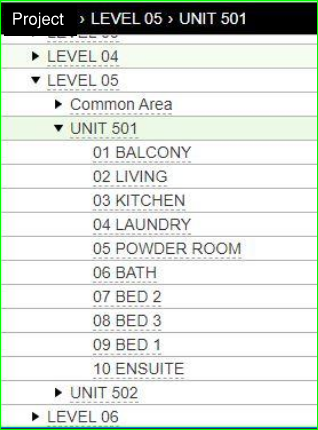 Project › LEVEL 05 › UNIT 501
LEVEL 04
LEVEL 05
Common Area
UNIT 501
01 BALCONY
02 LIVING
03 KITCHEN
04 LAUNDRY
05 POWDER ROOM
06 BATH
07 BED 2
08 BED 3
09 BED 1
10 ENSUITE
UNIT 502
LEVEL 06